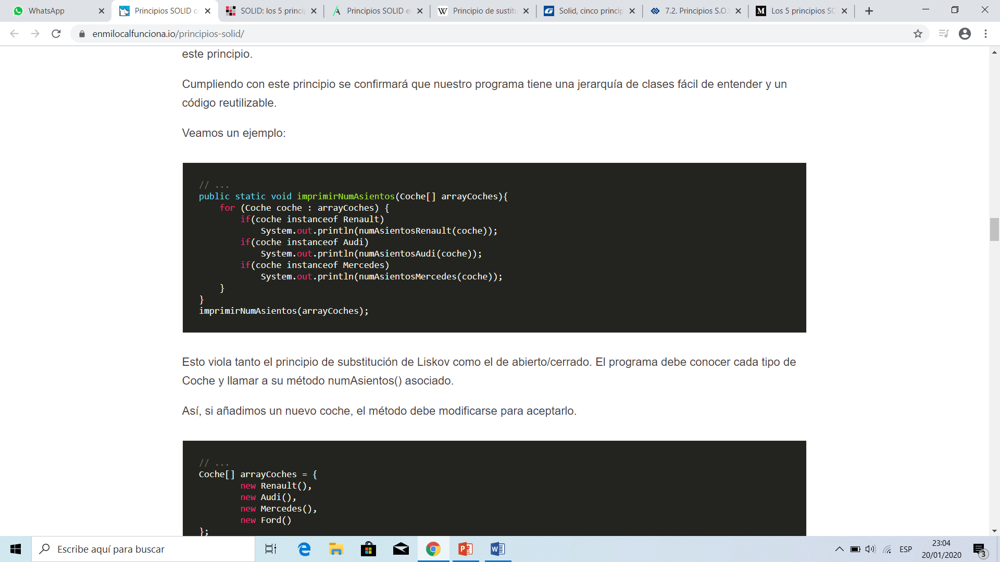 WhatsApp
Principios SOLID c
SOLID: los 5 princi
Principios SOLID e
Principio de sustitu
Solid, cinco princip
7.2. Principios S.O.
Los 5 principios SO
enmilocalfunciona.io/principios-solid/
este principio.
Cumpliendo con este principio se confirmará que nuestro programa tiene una jerarquía de clases fácil de entender y un
código reutilizable.
Veamos un ejemplo:
// ...
public static void imprimirNumAsientos(Coche[] arrayCoches){
for (Coche coche : arrayCoches) {
if(coche instanceof Renault)
System.out.println(numAsientosRenault(coche));
if(coche instanceof Audi)
System.out.println(numAsientosAudi(coche));
if(coche instanceof Mercedes)
System.out.println(numAsientosMercedes(coche));
}
}
imprimirNumAsientos(arrayCoches);
Esto viola tanto el principio de substitución de Liskov como el de abierto/cerrado. El programa debe conocer cada tipo de
Coche y llamar a su método numAsientos() asociado.
Así, si añadimos un nuevo coche, el método debe modificarse para aceptarlo.
// ...
Coche[] arrayCoches = {
new Renault(),
new Audi(),
new Mercedes(),
new Ford()
};
Escribe aquí para buscar
ESP
23:04
20/01/2020
3